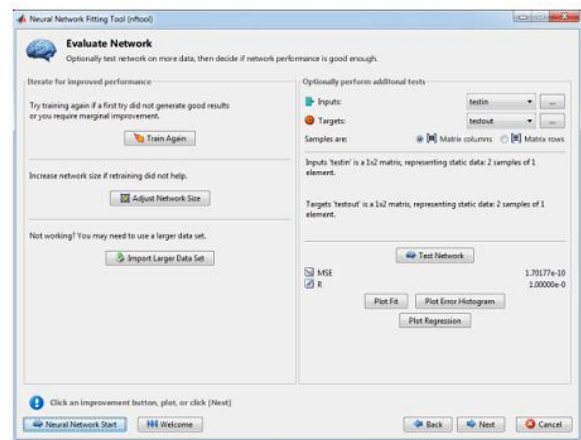 Neural Network Fitting Tool (nftool)
Evaluate Network
Optionally test network on more data, then decide if network performance is good enough.
Iterate for improved performance
Try training again if a first try did not generate good results
or you require marginal improvement.
Train Again
Increase network size if retraining did not help.
Adjust Network Size
Not working? You may need to use a larger data set.
Import Larger Data Set
Optionally perform additonal tests
Inputs: testin ...
Targets: testout ...
Samples are: Matrix columns Matrix rows
Inputs 'testin' is a 1x2 matrix, representing static data: 2 samples of 1
element.
Targets 'testout' is a 1x2 matrix, representing static data: 2 samples of 1
element.
Test Network
MSE 1.70177e-10
R 1.00000e-0
Plot Fit Plot Error Histogram
Plot Regression
Click an improvement button, plot, or click [Next]
Neural Network Start Welcome Back Next Cancel